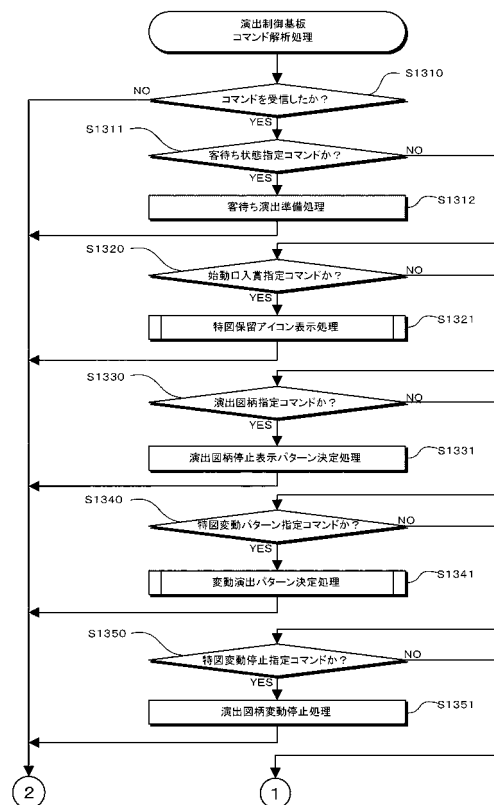 演出制御基板
コマンド解析処理
S1310
NO
コマンドを受信したか？
YES
S1311
NO
客待ち状態指定コマンドか？
YES
客待ち演出準備処理
S1312
S1320
始動口入賞指定コマンドか？
NO
YES
特図保留アイコン表示処理
S1321
S1330
演出図柄指定コマンドか？
NO
YES
演出図柄停止表示パターン決定処理
S1331
S1340
特図変動パターン指定コマンドか？
NO
YES
変動演出パターン決定処理
S1341
S1350
特図変動停止指定コマンドか？
NO
YES
演出図柄変動停止処理
S1351
2
1